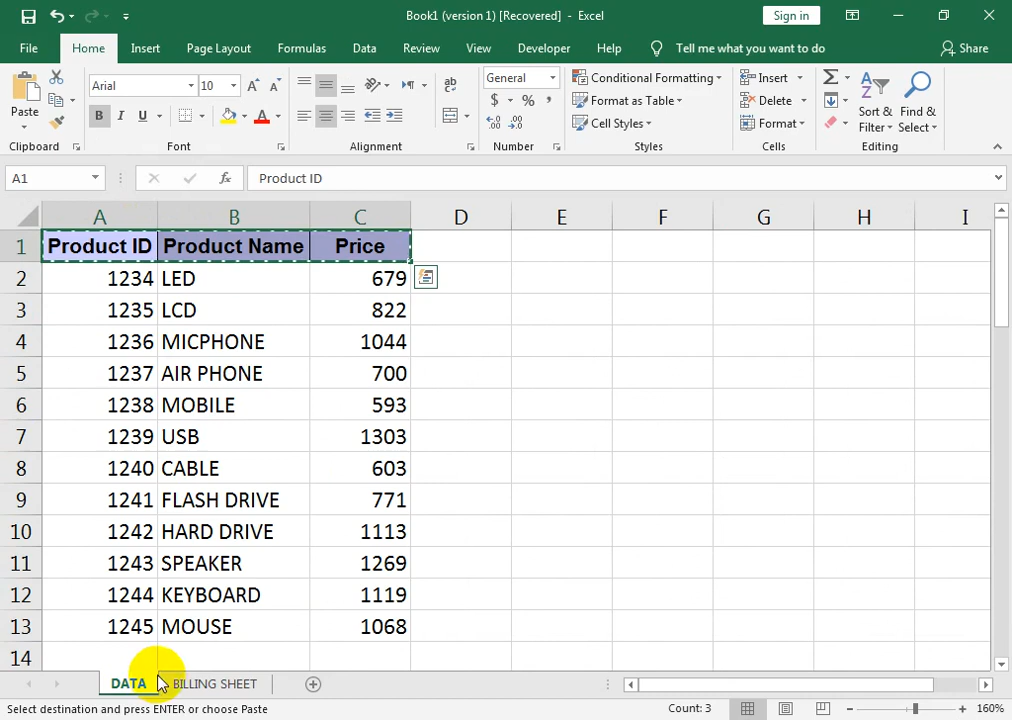 Book1 (version 1) [Recovered] - Excel
Sign in
File Home Insert Page Layout Formulas Data Review View Developer Help Tell me what you want to do Share
Paste
Arial 10
B I U
General
$ % ,
Conditional Formatting
Format as Table
Cell Styles
Insert
Delete
Format
Sort & Filter
Find & Select
Clipboard Font Alignment Number Styles Cells Editing
A1 fx Product ID
A B C D E F G H I
1 Product ID Product Name Price
2 1234 LED 679
3 1235 LCD 822
4 1236 MICPHONE 1044
5 1237 AIR PHONE 700
6 1238 MOBILE 593
7 1239 USB 1303
8 1240 CABLE 603
9 1241 FLASH DRIVE 771
10 1242 HARD DRIVE 1113
11 1243 SPEAKER 1269
12 1244 KEYBOARD 1119
13 1245 MOUSE 1068
14
DATA BILLING SHEET
Select destination and press ENTER or choose Paste Count: 3 160%